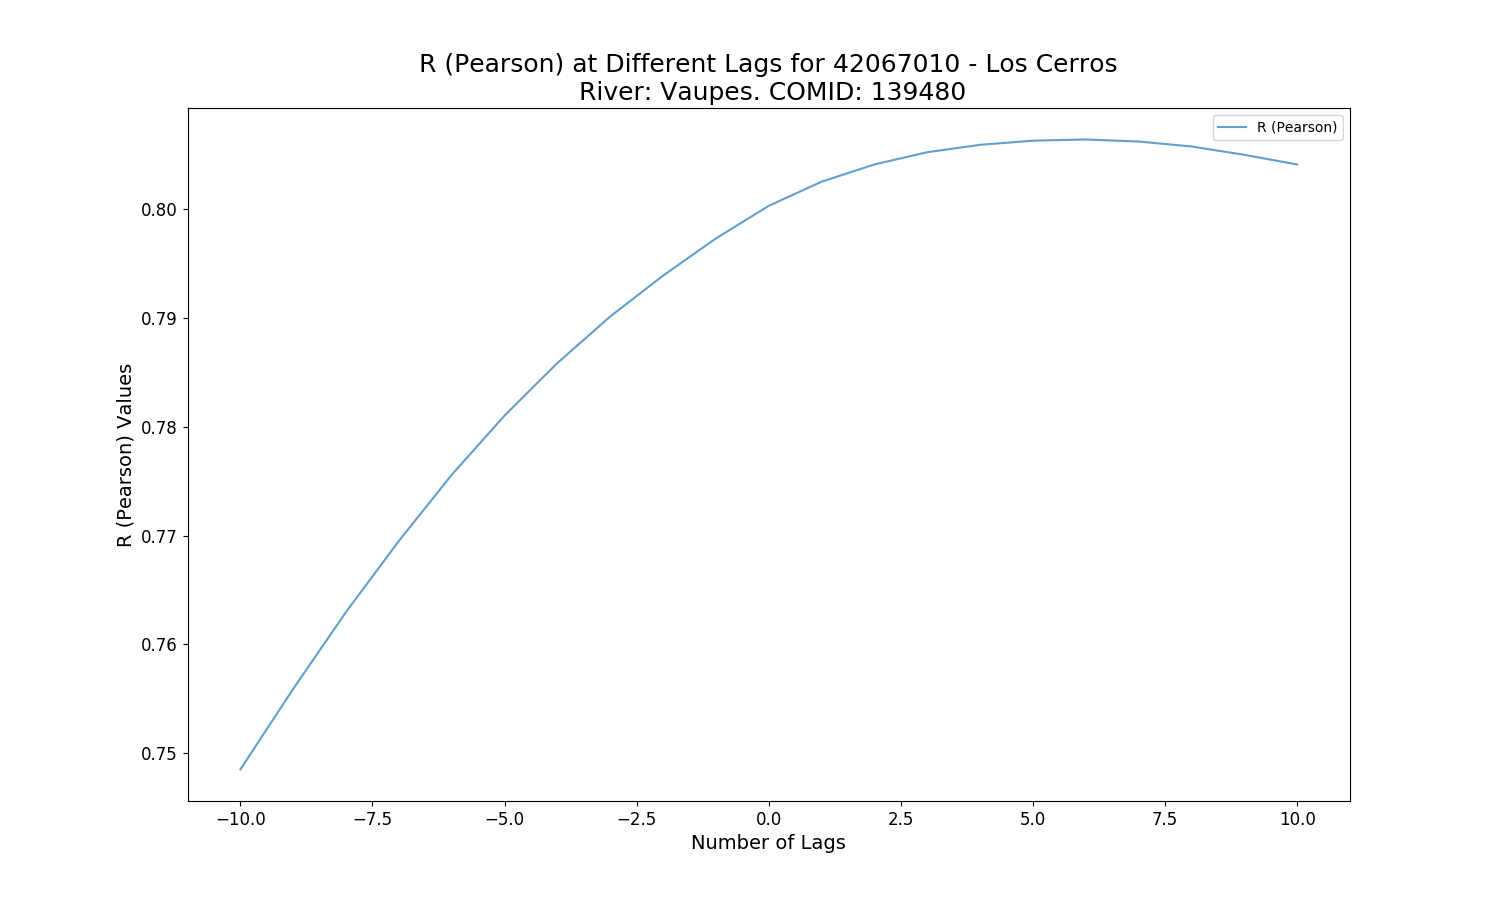 R (Pearson) at Different Lags for 42067010 - Los Cerros
River: Vaupes. COMID: 139480
R (Pearson)
R (Pearson) Values
0.80
0.79
0.78
0.77
0.76
0.75
−10.0 −7.5 −5.0 −2.5 0.0 2.5 5.0 7.5 10.0
Number of Lags